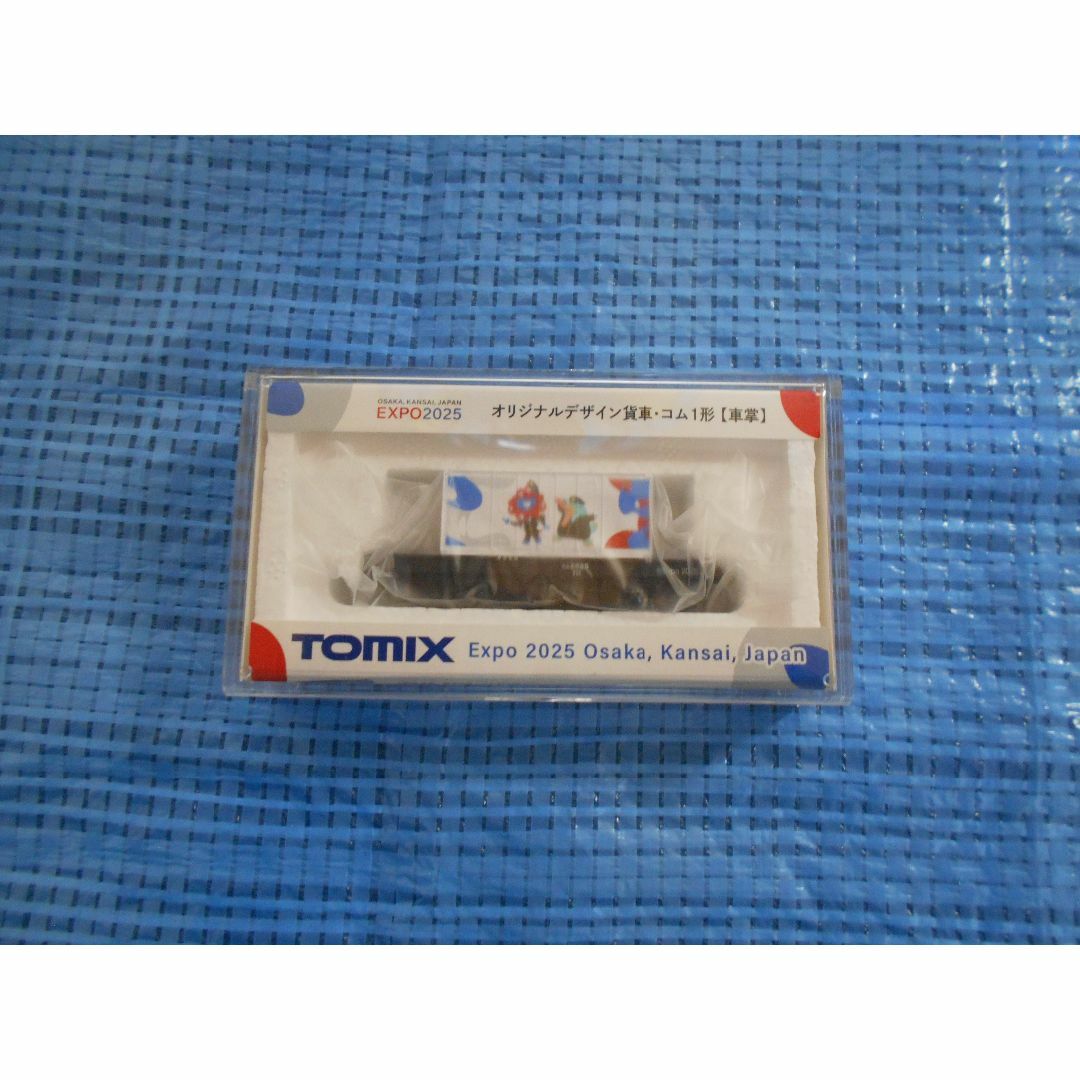 OSAKA, KANSAI, JAPAN
EXPO2025
オリジナルデザイン貨車・コム1形【車掌】
TOMIX
Expo 2025 Osaka, Kansai, Japan